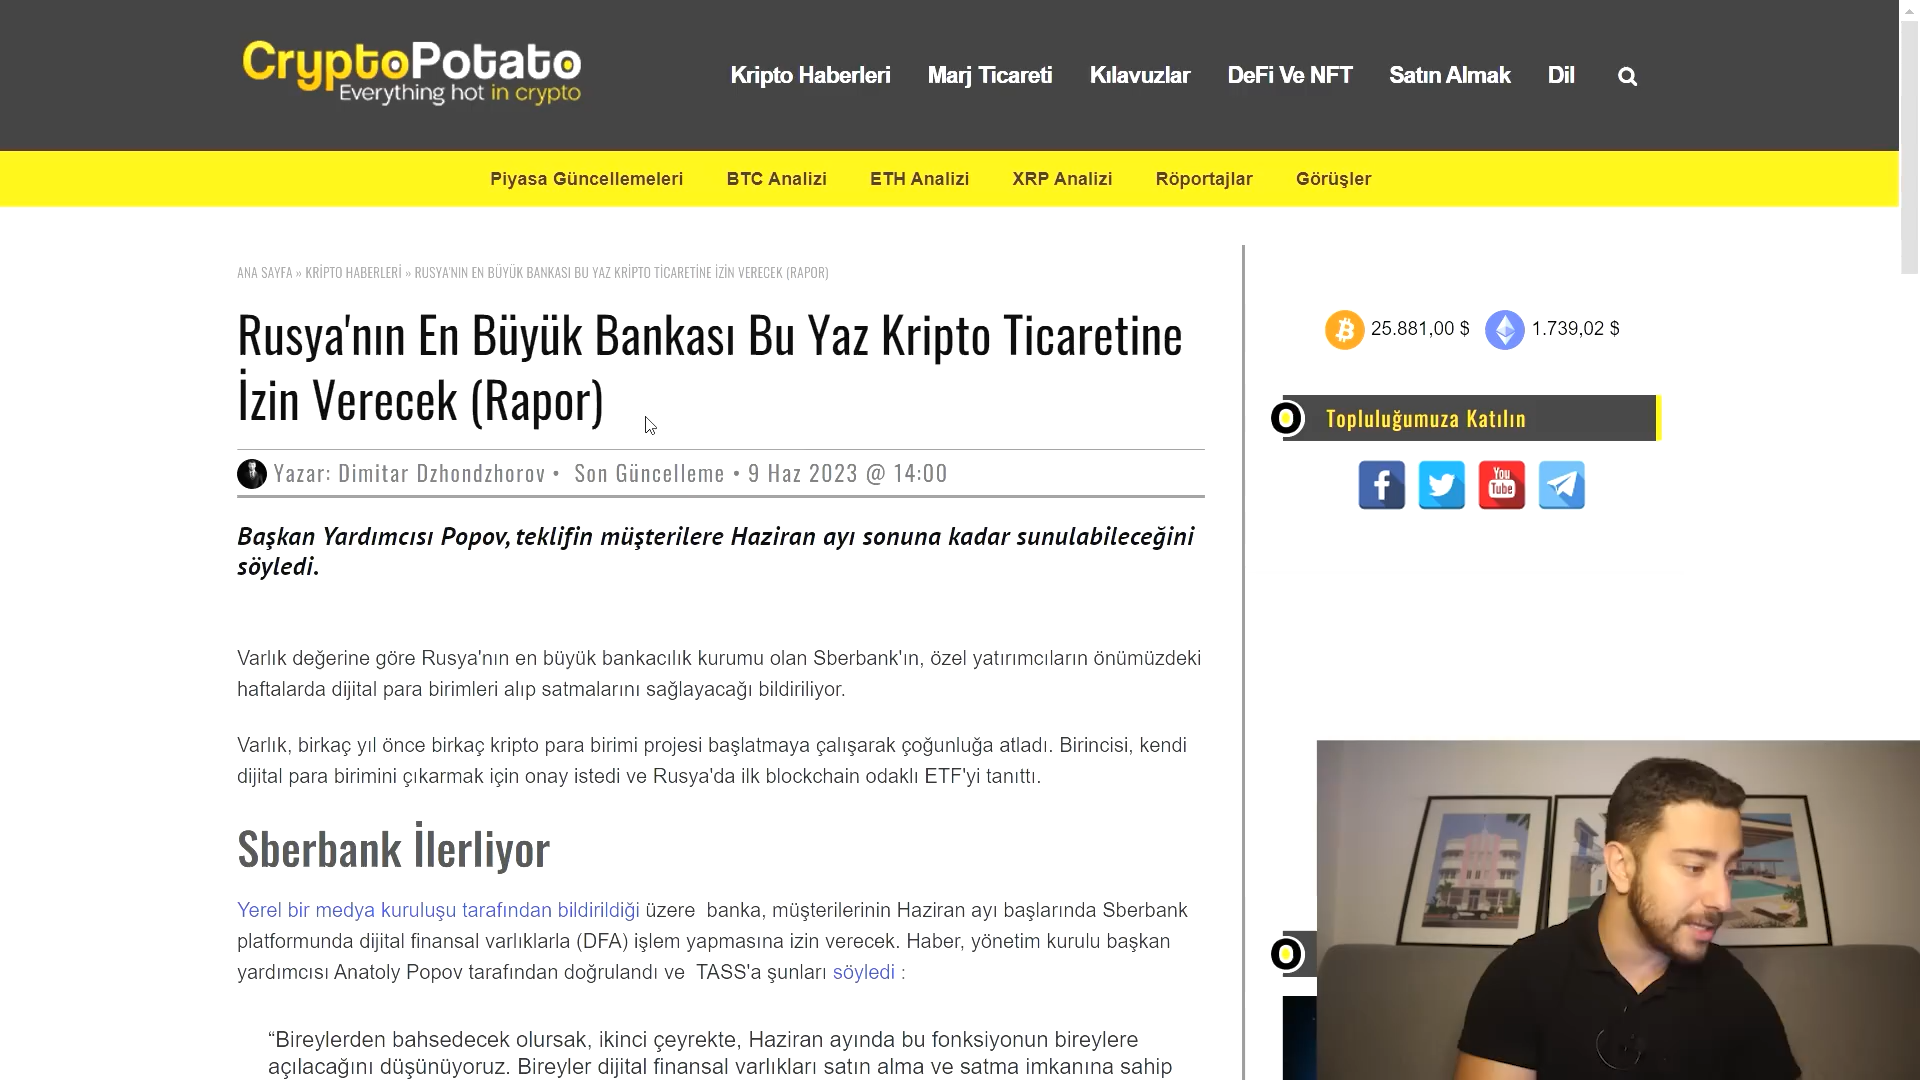 CryptoPotato
Everything hot in crypto
Kripto Haberleri Marj Ticareti Kılavuzlar DeFi Ve NFT Satın Almak Dil
Piyasa Güncellemeleri BTC Analizi ETH Analizi XRP Analizi Röportajlar Görüşler
ANA SAYFA » KRİPTO HABERLERİ » RUSYA'NIN EN BÜYÜK BANKASI BU YAZ KRİPTO TİCARETİNE İZİN VERECEK (RAPOR)
Rusya'nın En Büyük Bankası Bu Yaz Kripto Ticaretine
İzin Verecek (Rapor)
Yazar: Dimitar Dzhondzhorov • Son Güncelleme • 9 Haz 2023 @ 14:00
Başkan Yardımcısı Popov, teklifin müşterilere Haziran ayı sonuna kadar sunulabileceğini
söyledi.
Varlık değerine göre Rusya'nın en büyük bankacılık kurumu olan Sberbank'ın, özel yatırımcıların önümüzdeki
haftalarda dijital para birimleri alıp satmalarını sağlayacağı bildiriliyor.
Varlık, birkaç yıl önce birkaç kripto para birimi projesi başlatmaya çalışarak çoğunluğa atladı. Birincisi, kendi
dijital para birimini çıkarmak için onay istedi ve Rusya'da ilk blockchain odaklı ETF'yi tanıttı.
Sberbank İlerliyor
Yerel bir medya kuruluşu tarafından bildirildiği üzere banka, müşterilerinin Haziran ayı başlarında Sberbank
platformunda dijital finansal varlıklarla (DFA) işlem yapmasına izin verecek. Haber, yönetim kurulu başkan
yardımcısı Anatoly Popov tarafından doğrulandı ve TASS'a şunları söyledi :
“Bireylerden bahsedecek olursak, ikinci çeyrekte, Haziran ayında bu fonksiyonun bireylere
açılacağını düşünüyoruz. Bireyler dijital finansal varlıkları satın alma ve satma imkanına sahip
25.881,00 $ 1.739,02 $
Topluluğumuza Katılın
You
Tube